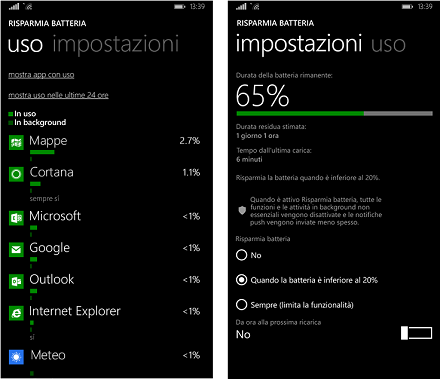 13:39
RISPARMIA BATTERIA
uso impostazioni
mostra app con uso
mostra uso nelle ultime 24 ore
In uso
In background
Mappe 2.7%
Cortana 1.1%
sempre sì
Microsoft <1%
Google <1%
Outlook <1%
Internet Explorer <1%
sì
Meteo <1%
13:39
RISPARMIA BATTERIA
impostazioni uso
Durata della batteria rimanente:
65%
Durata residua stimata:
1 giorno 1 ora
Tempo dall'ultima carica:
6 minuti
Risparmia la batteria quando è inferiore al 20%.
Quando è attivo Risparmia batteria, tutte le
funzioni e le attività in background non
essenziali vengono disattivate e le notifiche
push vengono inviate meno spesso.
Risparmia batteria
No
Quando la batteria è inferiore al 20%
Sempre (limita la funzionalità)
Da ora alla prossima ricarica
No